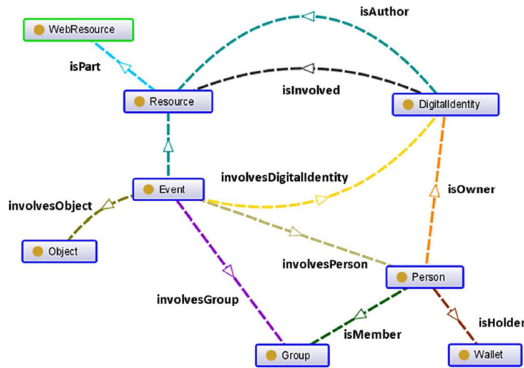 isAuthor
WebResource
isPart
isInvolved
Resource
DigitalIdentity
involvesDigitalIdentity
Event
isOwner
involvesObject
Object
involvesPerson
Person
involvesGroup
isMember
isHolder
Group
Wallet